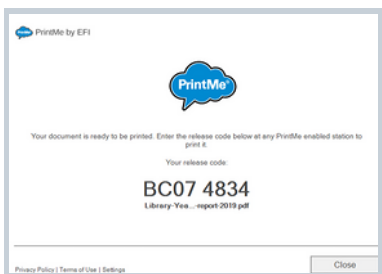 PrintMe by EFI
PrintMe
Your document is ready to be printed. Enter the release code below at any PrintMe enabled station to
print it.
Your release code:
BC07 4834
Library-Yea...-report-2019 pdf
Close
Privacy Policy | Terms of Use | Settings